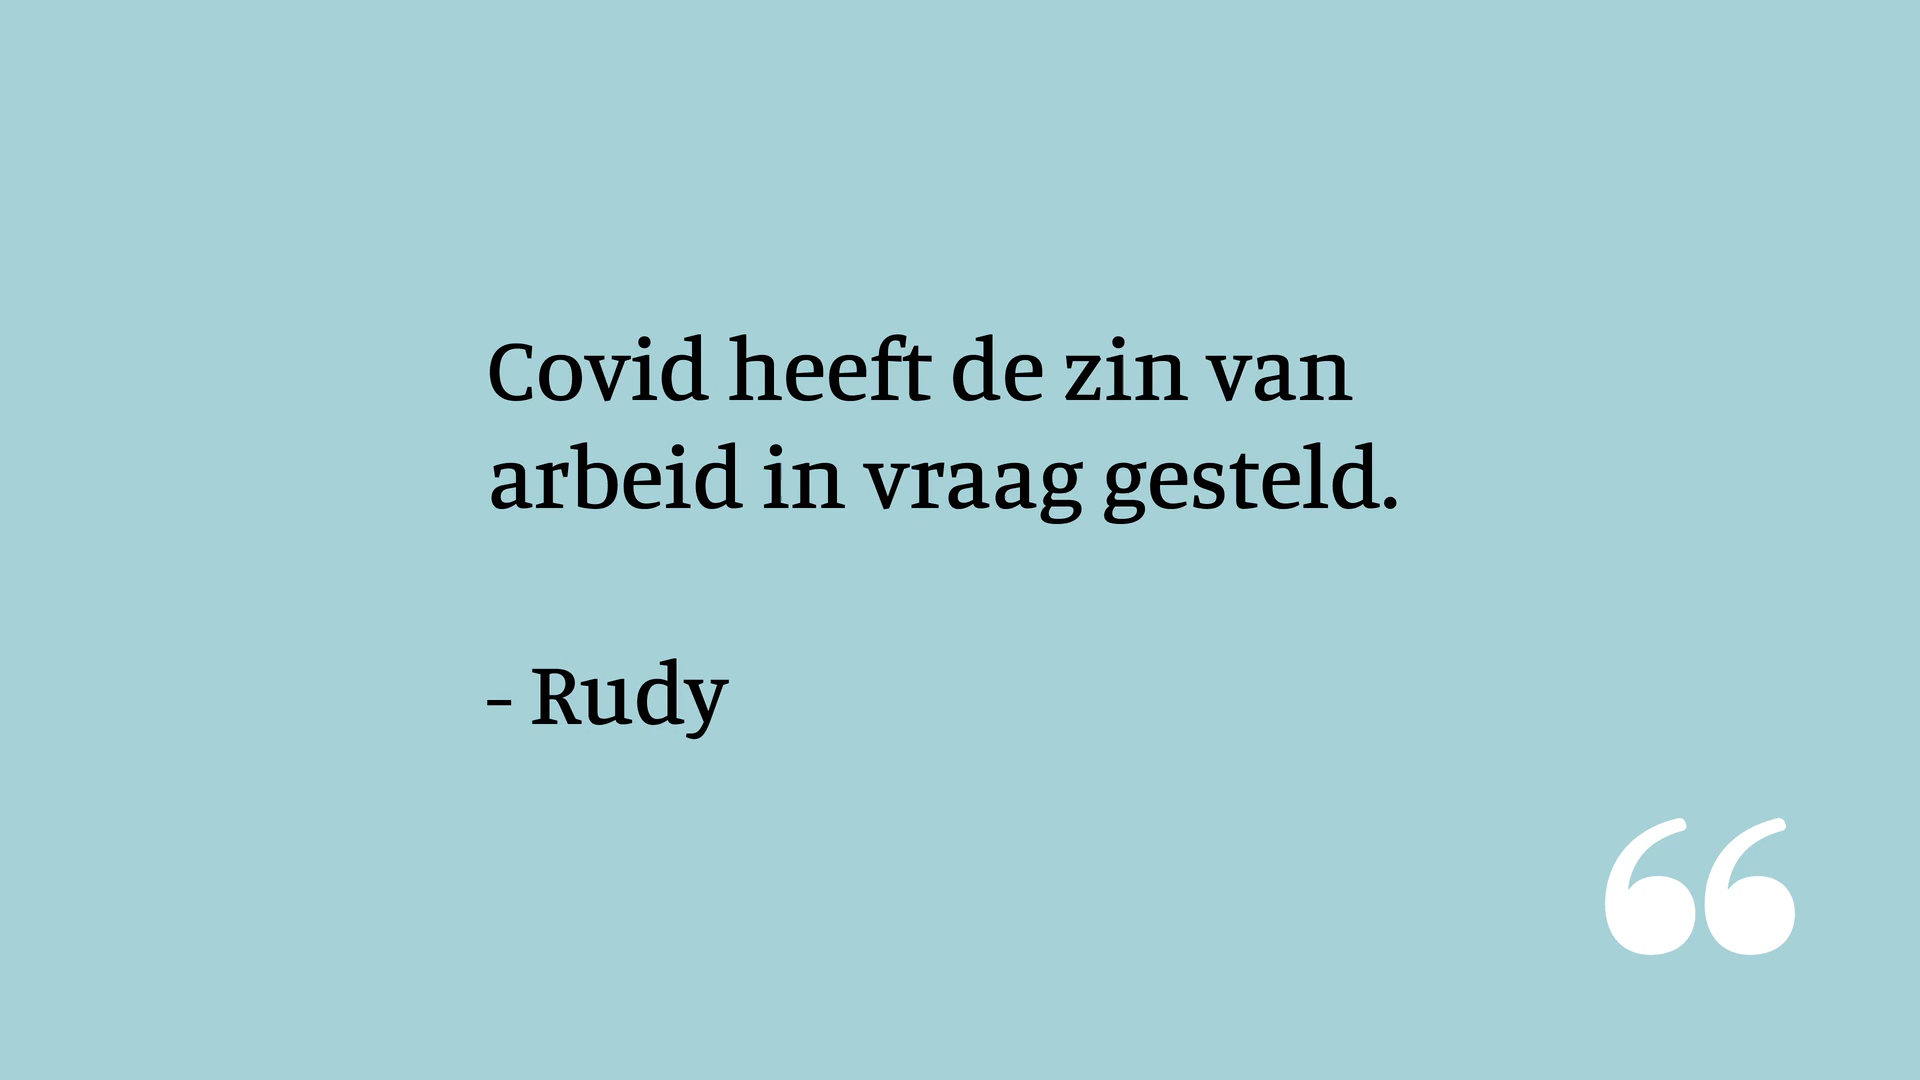 Covid heeft de zin van
arbeid in vraag gesteld.
- Rudy
“